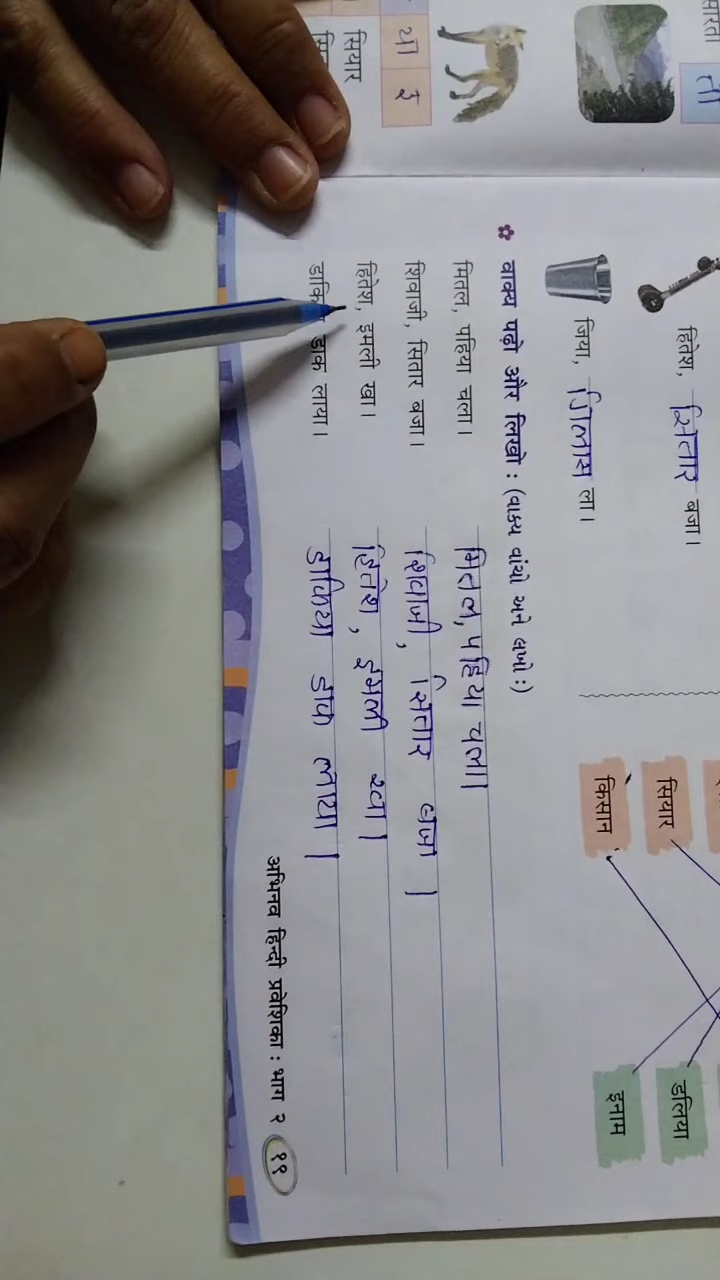 सारता
ता
या
र
सियार
हितेश, सितार बजा।
जिया, गिलास ला।
✿ वाक्य पढ़ो और लिखो : (વાક્ય વાંચો અને લખો :)
मितल, पहिया चला। मितल, पहिया चला।
शिवाजी, सितार बजा। शिवाजी, सितार बजा।
हितेश, इमली खा। हितेश, इमली खा।
डाक लाया। डाकिया डाक लाया।
सियार
किसान
डलिया
इनाम
अभिनव हिन्दी प्रवेशिका : भाग २ ११